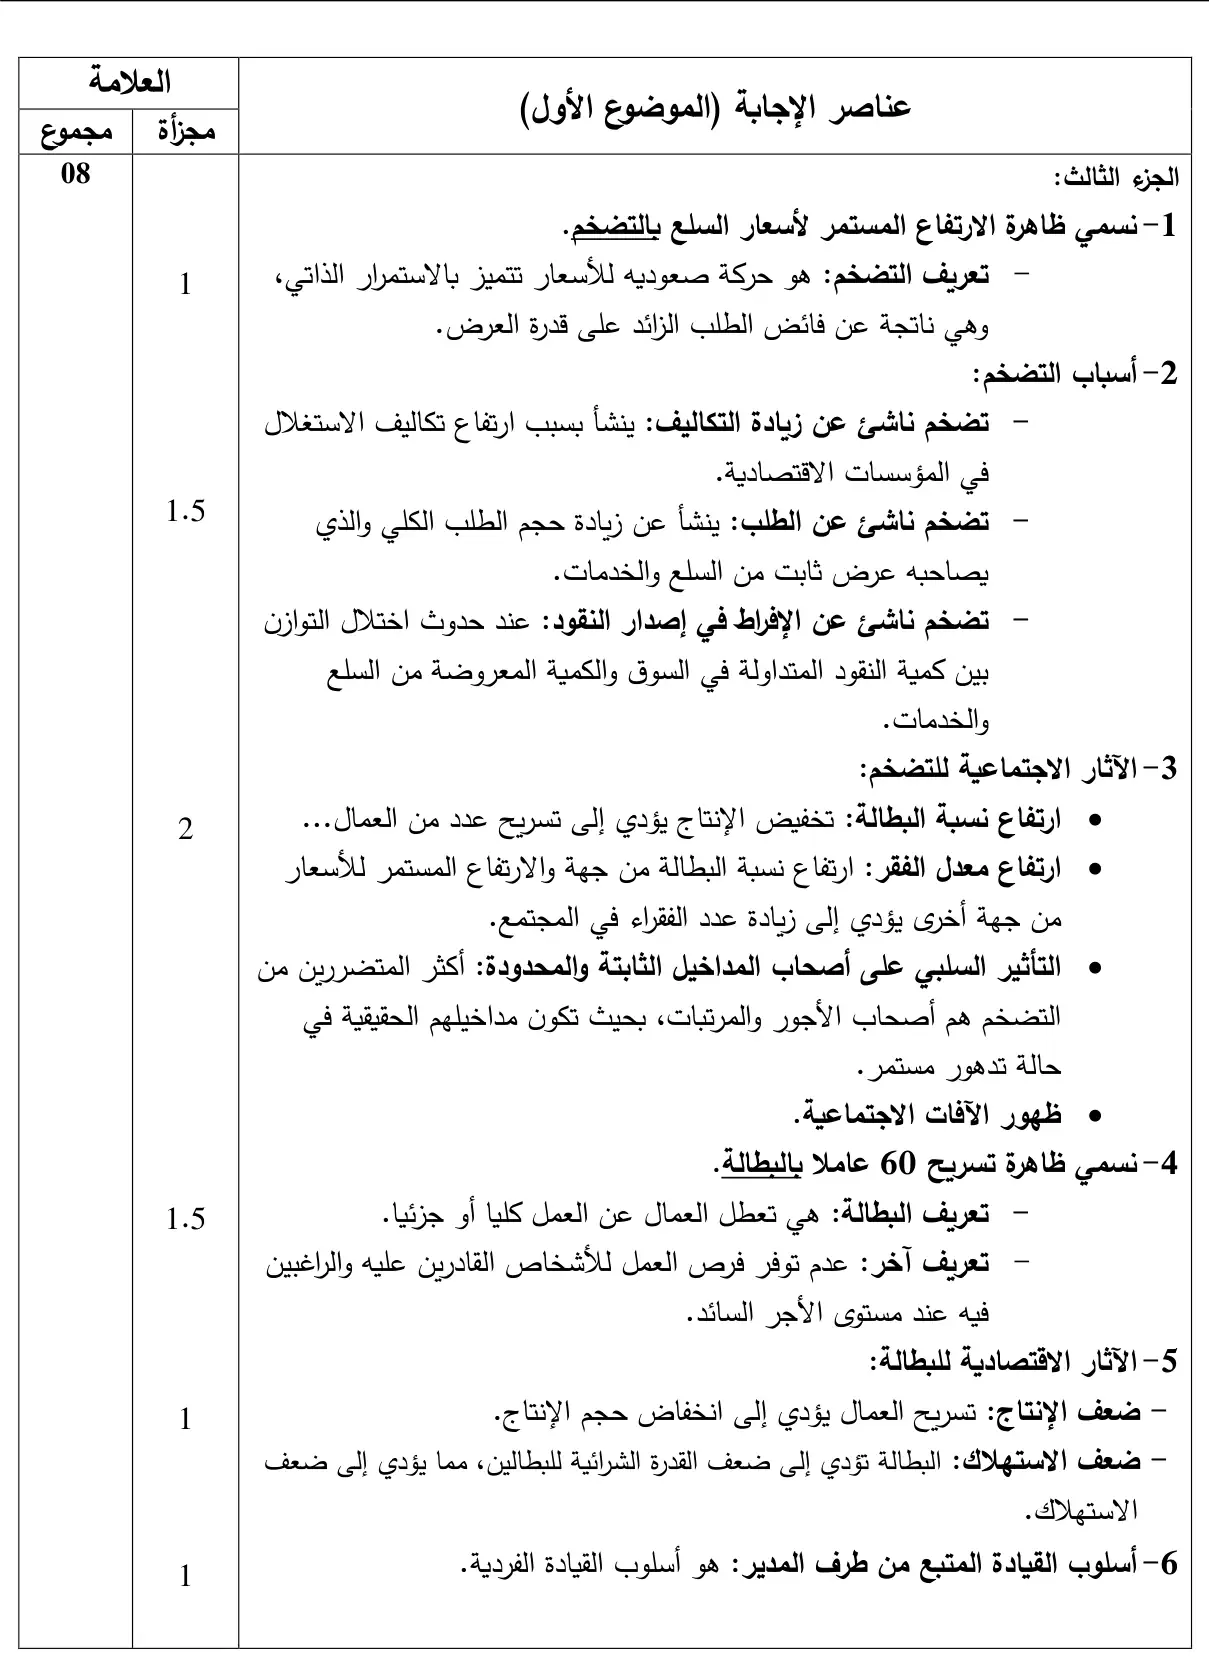 العلامة
عناصر الإجابة (الموضوع الأول)
مجزأة
مجموع
08
الجزء الثالث:
1- نسمي ظاهرة الارتفاع المستمر لأسعار السلع بالتضخم.
- تعريف التضخم: هو حركة صعوديه للأسعار تتميز بالاستمرار الذاتي،
1
وهي ناتجة عن فائض الطلب الزائد على قدرة العرض.
2- أسباب التضخم:
- تضخم ناشئ عن زيادة التكاليف: ينشأ بسبب ارتفاع تكاليف الاستغلال
في المؤسسات الاقتصادية.
1.5
- تضخم ناشئ عن الطلب: ينشأ عن زيادة حجم الطلب الكلي والذي
يصاحبه عرض ثابت من السلع والخدمات.
- تضخم ناشئ عن الإفراط في إصدار النقود: عند حدوث اختلال التوازن
بين كمية النقود المتداولة في السوق والكمية المعروضة من السلع
والخدمات.
3- الآثار الاجتماعية للتضخم:
• ارتفاع نسبة البطالة: تخفيض الإنتاج يؤدي إلى تسريح عدد من العمال...
2
• ارتفاع معدل الفقر: ارتفاع نسبة البطالة من جهة والارتفاع المستمر للأسعار
من جهة أخرى يؤدي إلى زيادة عدد الفقراء في المجتمع.
• التأثير السلبي على أصحاب المداخيل الثابتة والمحدودة: أكثر المتضررين من
التضخم هم أصحاب الأجور والمرتبات، بحيث تكون مداخيلهم الحقيقية في
حالة تدهور مستمر.
• ظهور الآفات الاجتماعية.
4- نسمي ظاهرة تسريح 60 عاملا بالبطالة.
- تعريف البطالة: هي تعطل العمال عن العمل كليا أو جزئيا.
1.5
- تعريف آخر: عدم توفر فرص العمل للأشخاص القادرين عليه والراغبين
فيه عند مستوى الأجر السائد.
5- الآثار الاقتصادية للبطالة:
- ضعف الإنتاج: تسريح العمال يؤدي إلى انخفاض حجم الإنتاج.
1
- ضعف الاستهلاك: البطالة تؤدي إلى ضعف القدرة الشرائية للبطالين، مما يؤدي إلى ضعف
الاستهلاك.
6- أسلوب القيادة المتبع من طرف المدير: هو أسلوب القيادة الفردية.
1